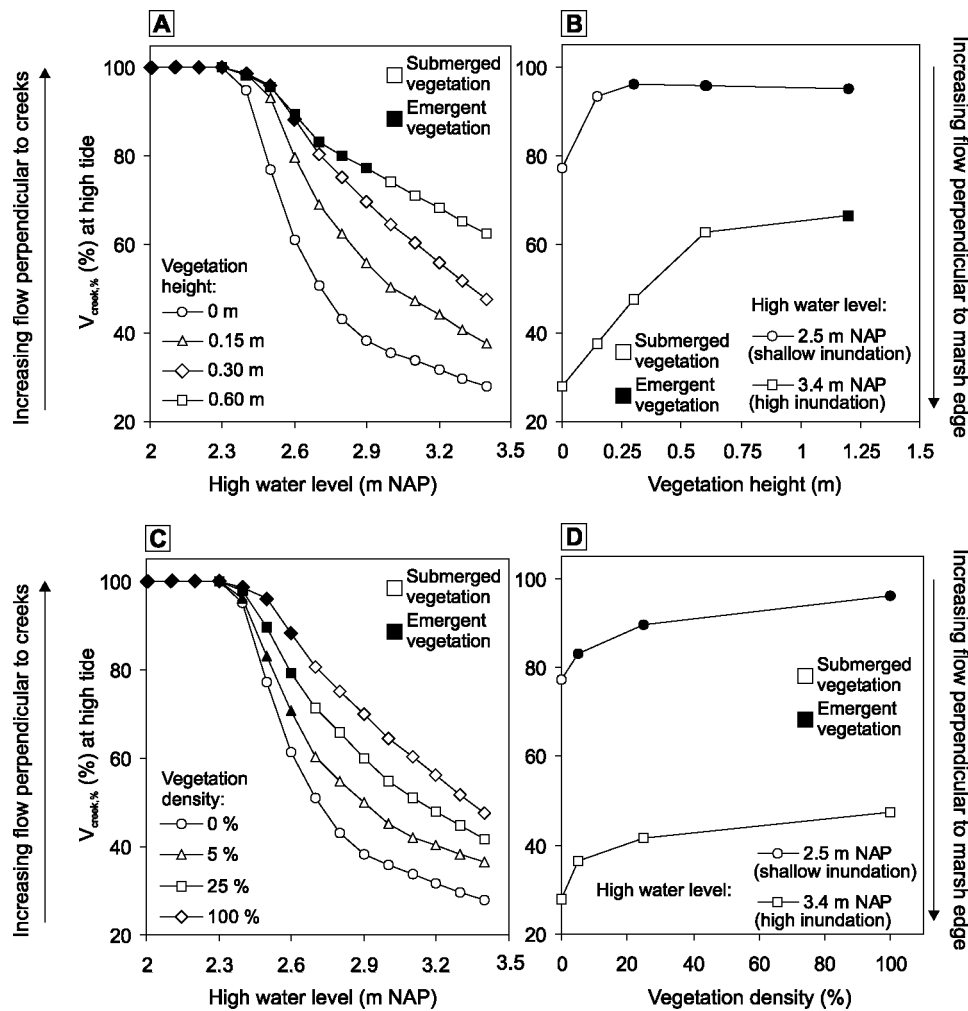 A
B
Increasing flow perpendicular to creeks
V creek,% (%) at high tide
100
80
60
40
20
Submerged
vegetation
Emergent
vegetation
Vegetation
height:
0 m
0.15 m
0.30 m
0.60 m
2
2.3
2.6
2.9
3.2
3.5
High water level (m NAP)
100
80
60
40
20
Submerged
vegetation
Emergent
vegetation
High water level:
2.5 m NAP
(shallow inundation)
3.4 m NAP
(high inundation)
0
0.25
0.5
0.75
1
1.25
1.5
Vegetation height (m)
Increasing flow perpendicular to marsh edge
C
D
Increasing flow perpendicular to creeks
V creek,% (%) at high tide
100
80
60
40
20
Submerged
vegetation
Emergent
vegetation
Vegetation
density:
0 %
5 %
25 %
100 %
2
2.3
2.6
2.9
3.2
3.5
High water level (m NAP)
100
80
60
40
20
Submerged
vegetation
Emergent
vegetation
High water level:
2.5 m NAP
(shallow inundation)
3.4 m NAP
(high inundation)
0
20
40
60
80
100
Vegetation density (%)
Increasing flow perpendicular to marsh edge